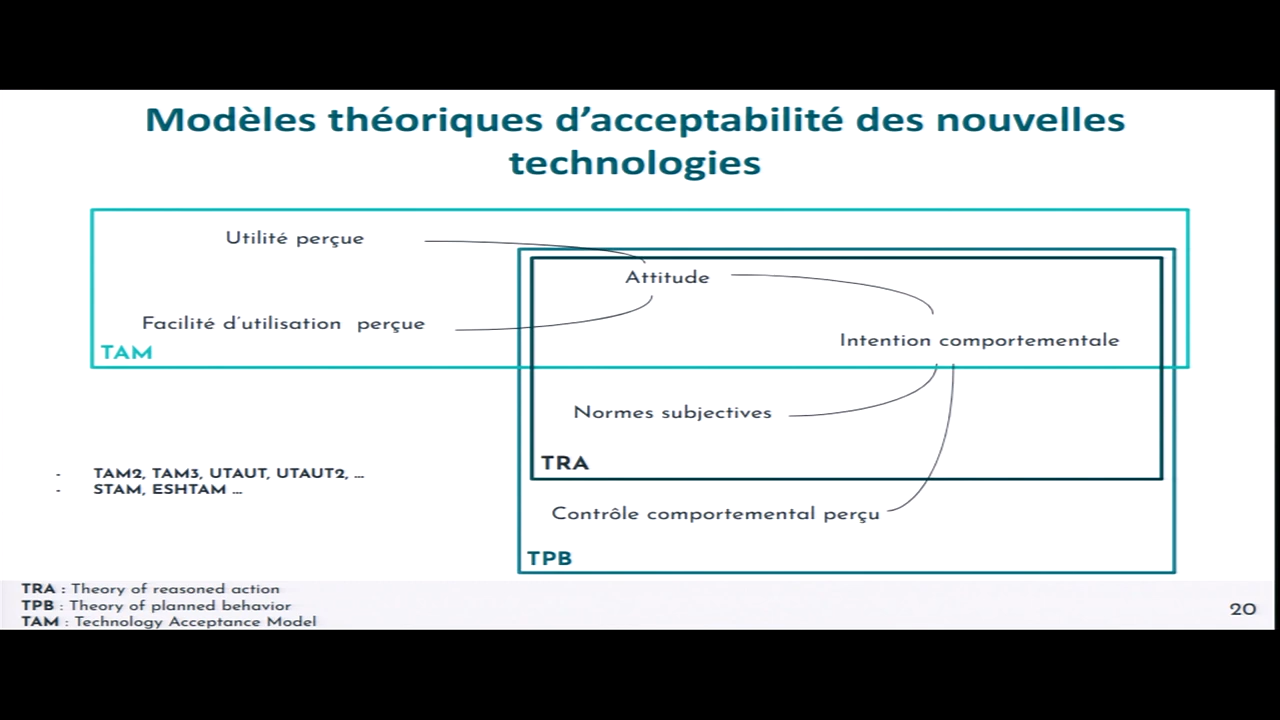 Modèles théoriques d’acceptabilité des nouvelles
technologies
Utilité perçue
Attitude
Facilité d’utilisation perçue
Intention comportementale
TAM
Normes subjectives
TRA
- TAM2, TAM3, UTAUT, UTAUT2, ...
- STAM, ESHTAM ...
Contrôle comportemental perçu
TPB
TRA : Theory of reasoned action
TPB : Theory of planned behavior
TAM : Technology Acceptance Model
20